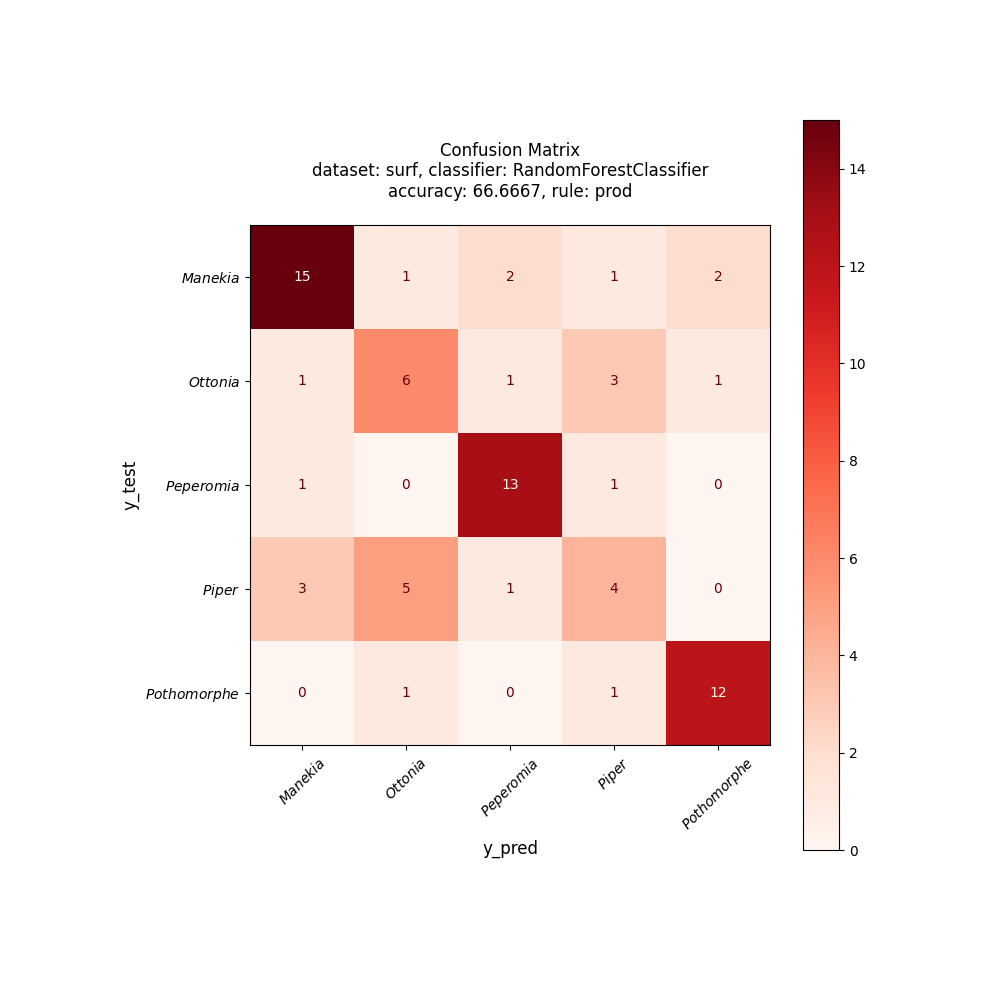 Confusion Matrix
dataset: surf, classifier: RandomForestClassifier
accuracy: 66.6667, rule: prod
y_test
Manekia 15 1 2 1 2
Ottonia 1 6 1 3 1
Peperomia 1 0 13 1 0
Piper 3 5 1 4 0
Pothomorphe 0 1 0 1 12
Manekia Ottonia Peperomia Piper Pothomorphe
y_pred
14
12
10
8
6
4
2
0